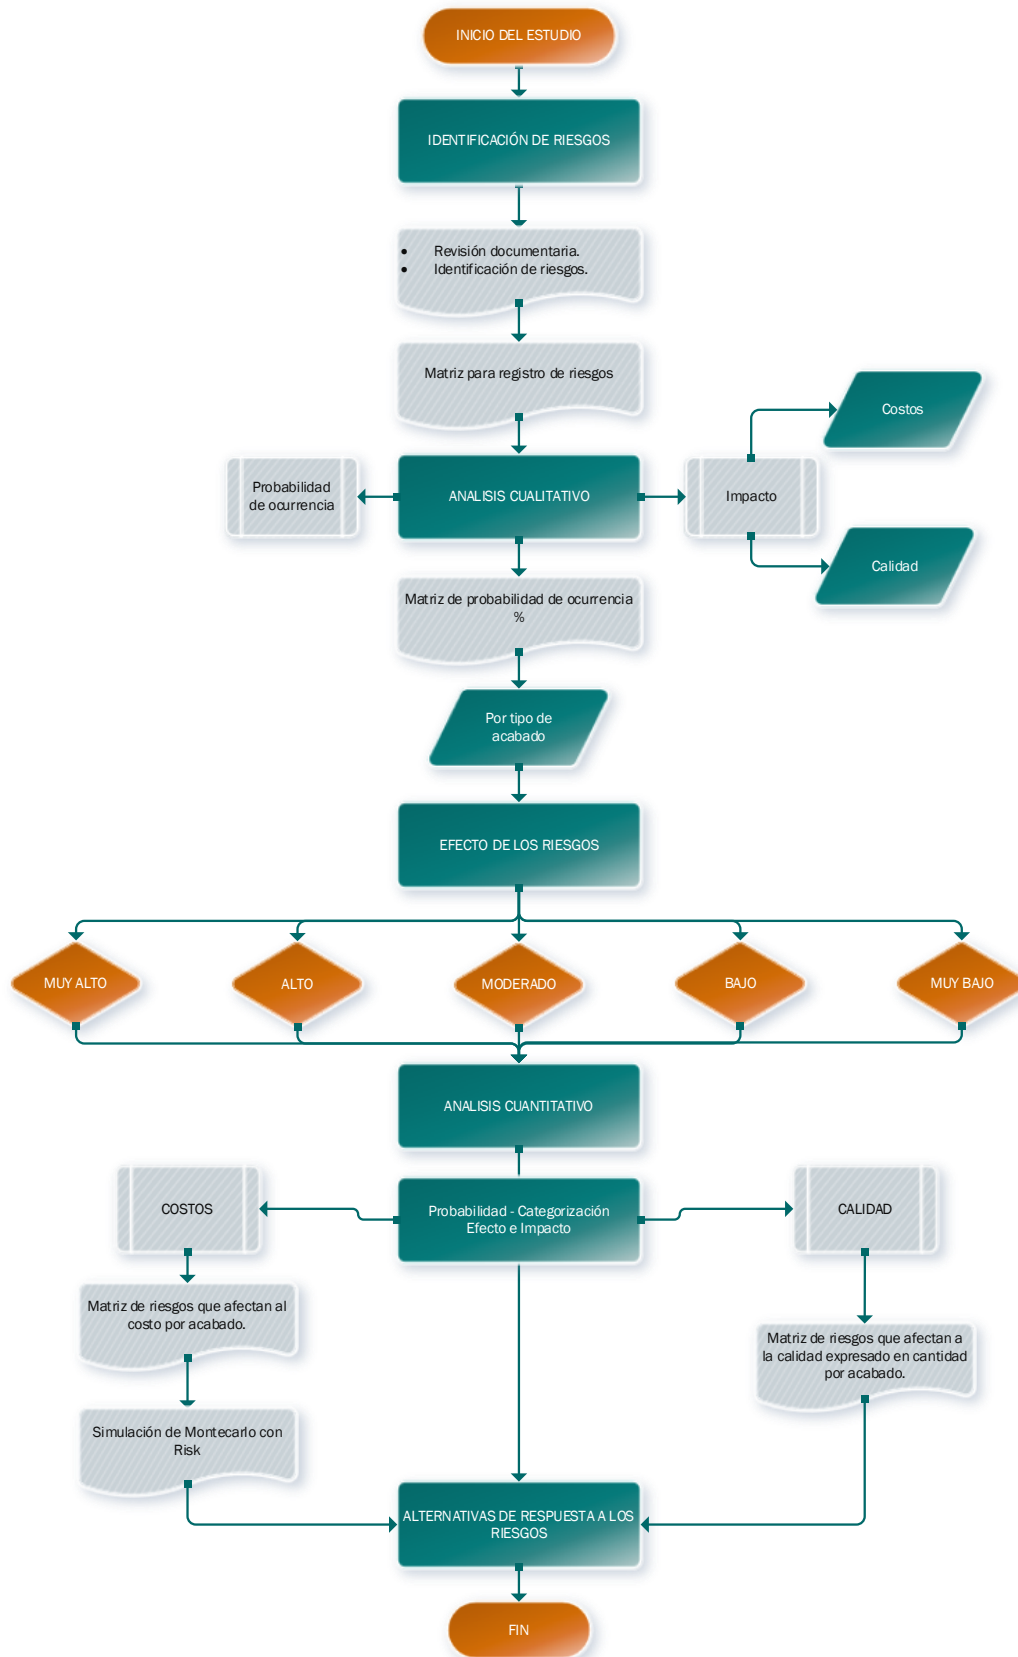 INICIO DEL ESTUDIO
IDENTIFICACIÓN DE RIESGOS
• Revisión documentaria.
• Identificación de riesgos.
Matriz para registro de riesgos
Costos
Probabilidad
de ocurrencia
ANALISIS CUALITATIVO
Impacto
Calidad
Matriz de probabilidad de ocurrencia
%
Por tipo de
acabado
EFECTO DE LOS RIESGOS
MUY ALTO
ALTO
MODERADO
BAJO
MUY BAJO
ANALISIS CUANTITATIVO
COSTOS
Probabilidad - Categorización
Efecto e Impacto
CALIDAD
Matriz de riesgos que afectan al
costo por acabado.
Matriz de riesgos que afectan a
la calidad expresado en cantidad
por acabado.
Simulación de Montecarlo con
Risk
ALTERNATIVAS DE RESPUESTA A LOS
RIESGOS
FIN